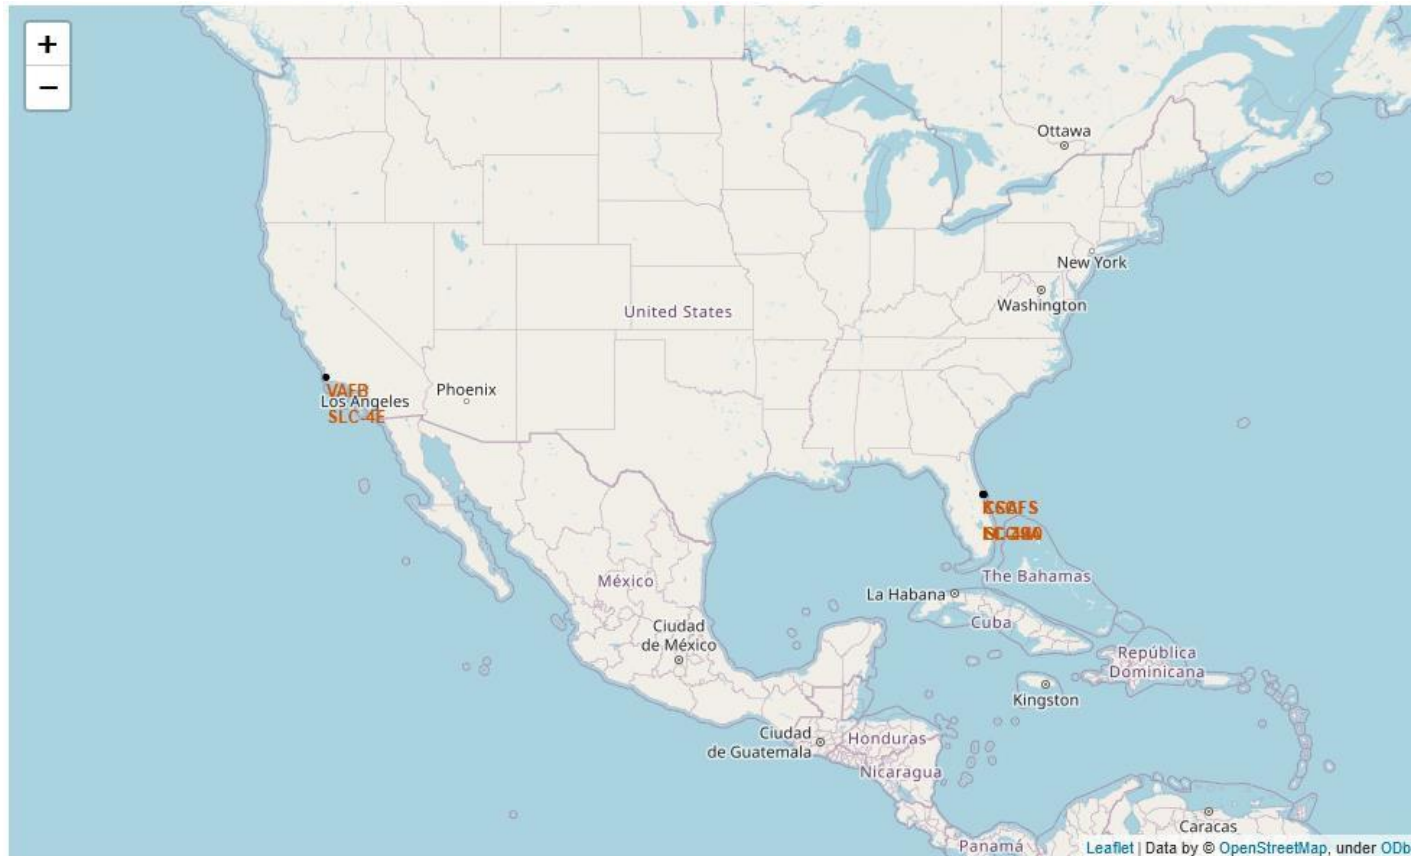 +
−
Ottawa
New York
Washington
United States
Phoenix
VAFB
Los Angeles
SLC-4E
The Bahamas
La Habana
México
Cuba
Ciudad
de México
República
Dominicana
Kingston
Ciudad
de Guatemala
Honduras
Nicaragua
Caracas
Panamá
Leaflet | Data by © OpenStreetMap, under ODb